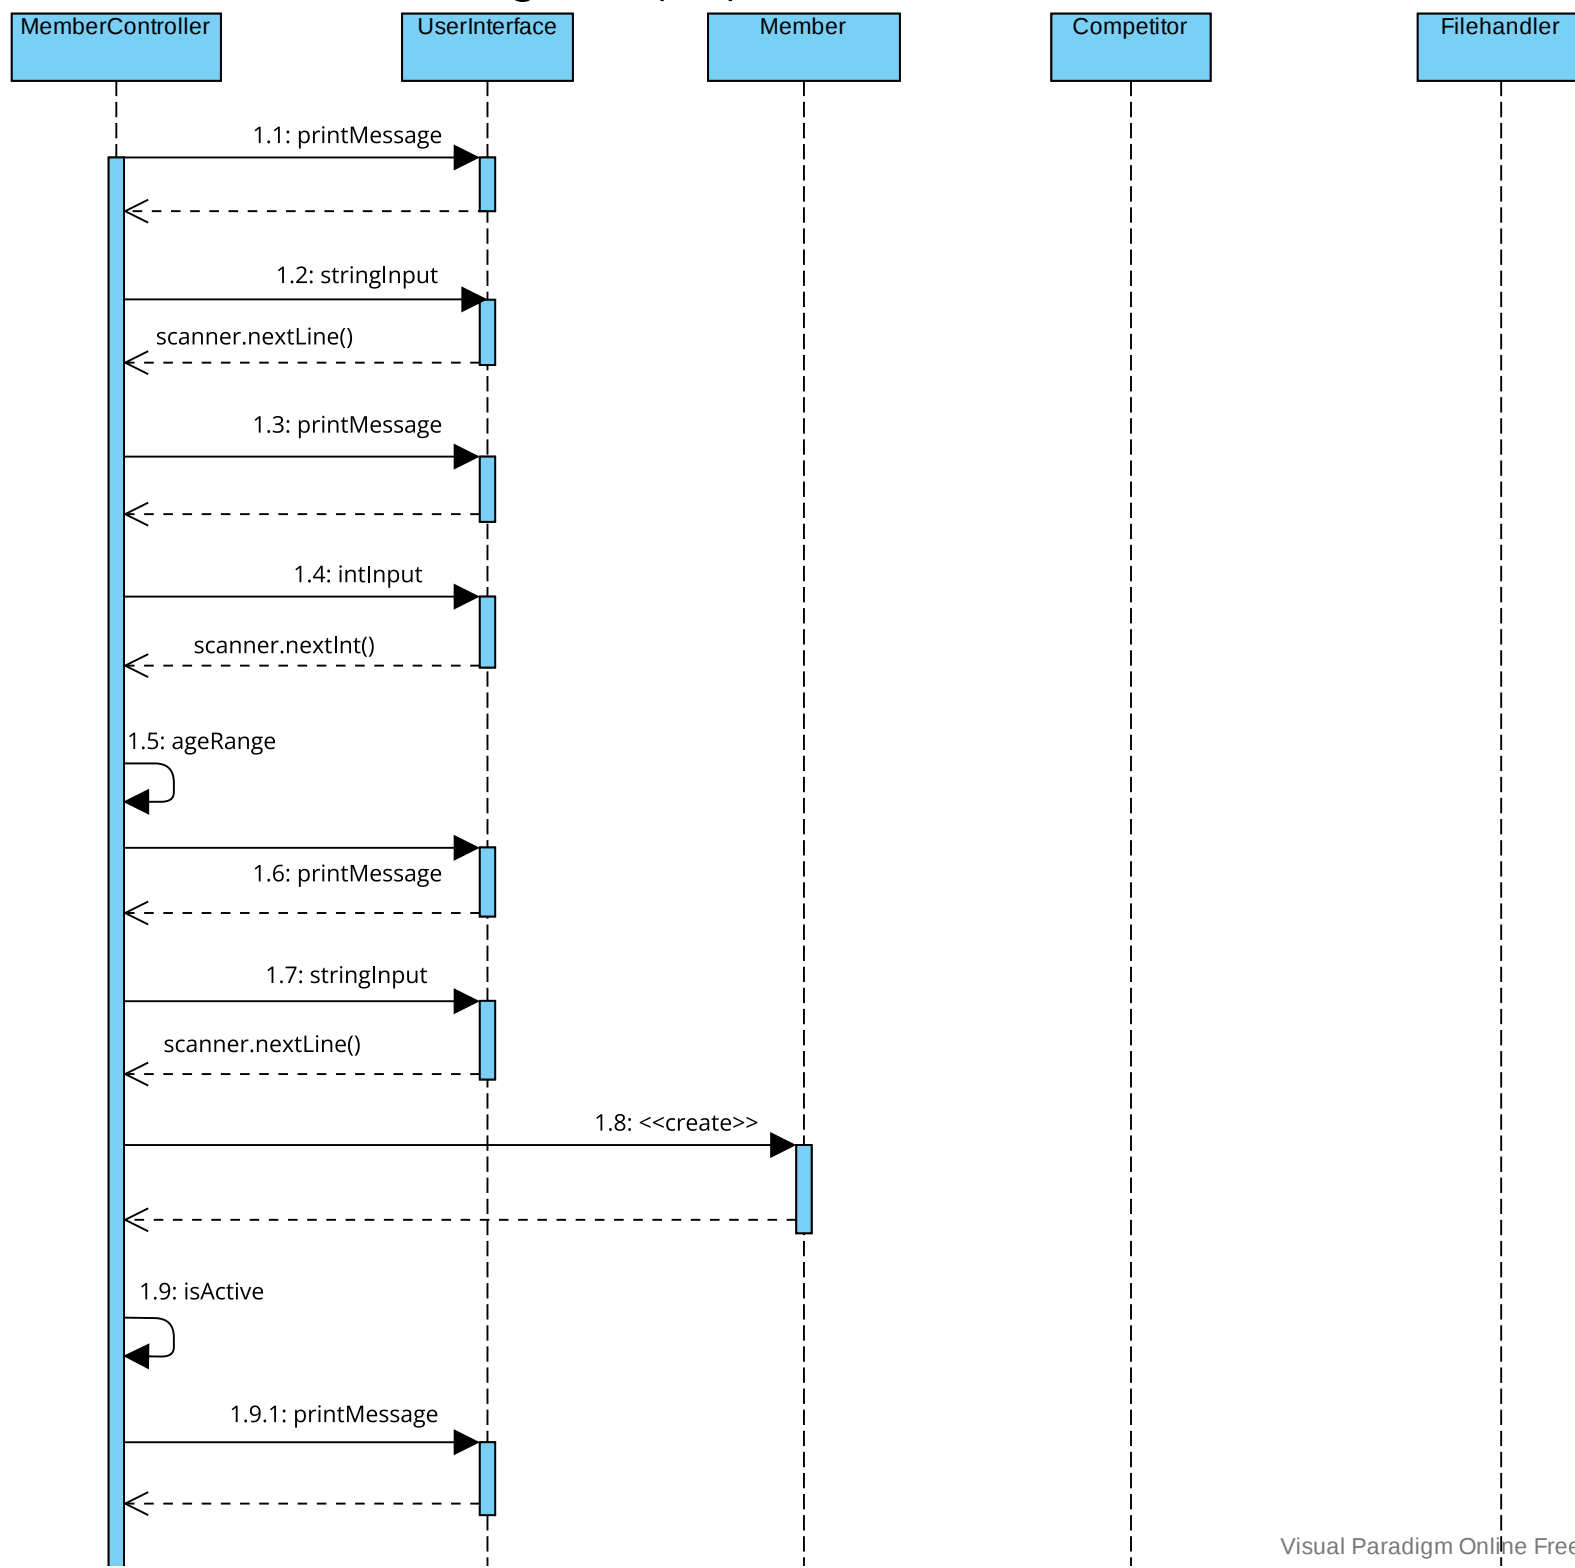 MemberController
UserInterface
Member
Competitor
Filehandler
1.1: printMessage
1.2: stringInput
scanner.nextLine()
1.3: printMessage
1.4: intInput
scanner.nextInt()
1.5: ageRange
1.6: printMessage
1.7: stringInput
scanner.nextLine()
1.8: <<create>>
1.9: isActive
1.9.1: printMessage
Visual Paradigm Online Free